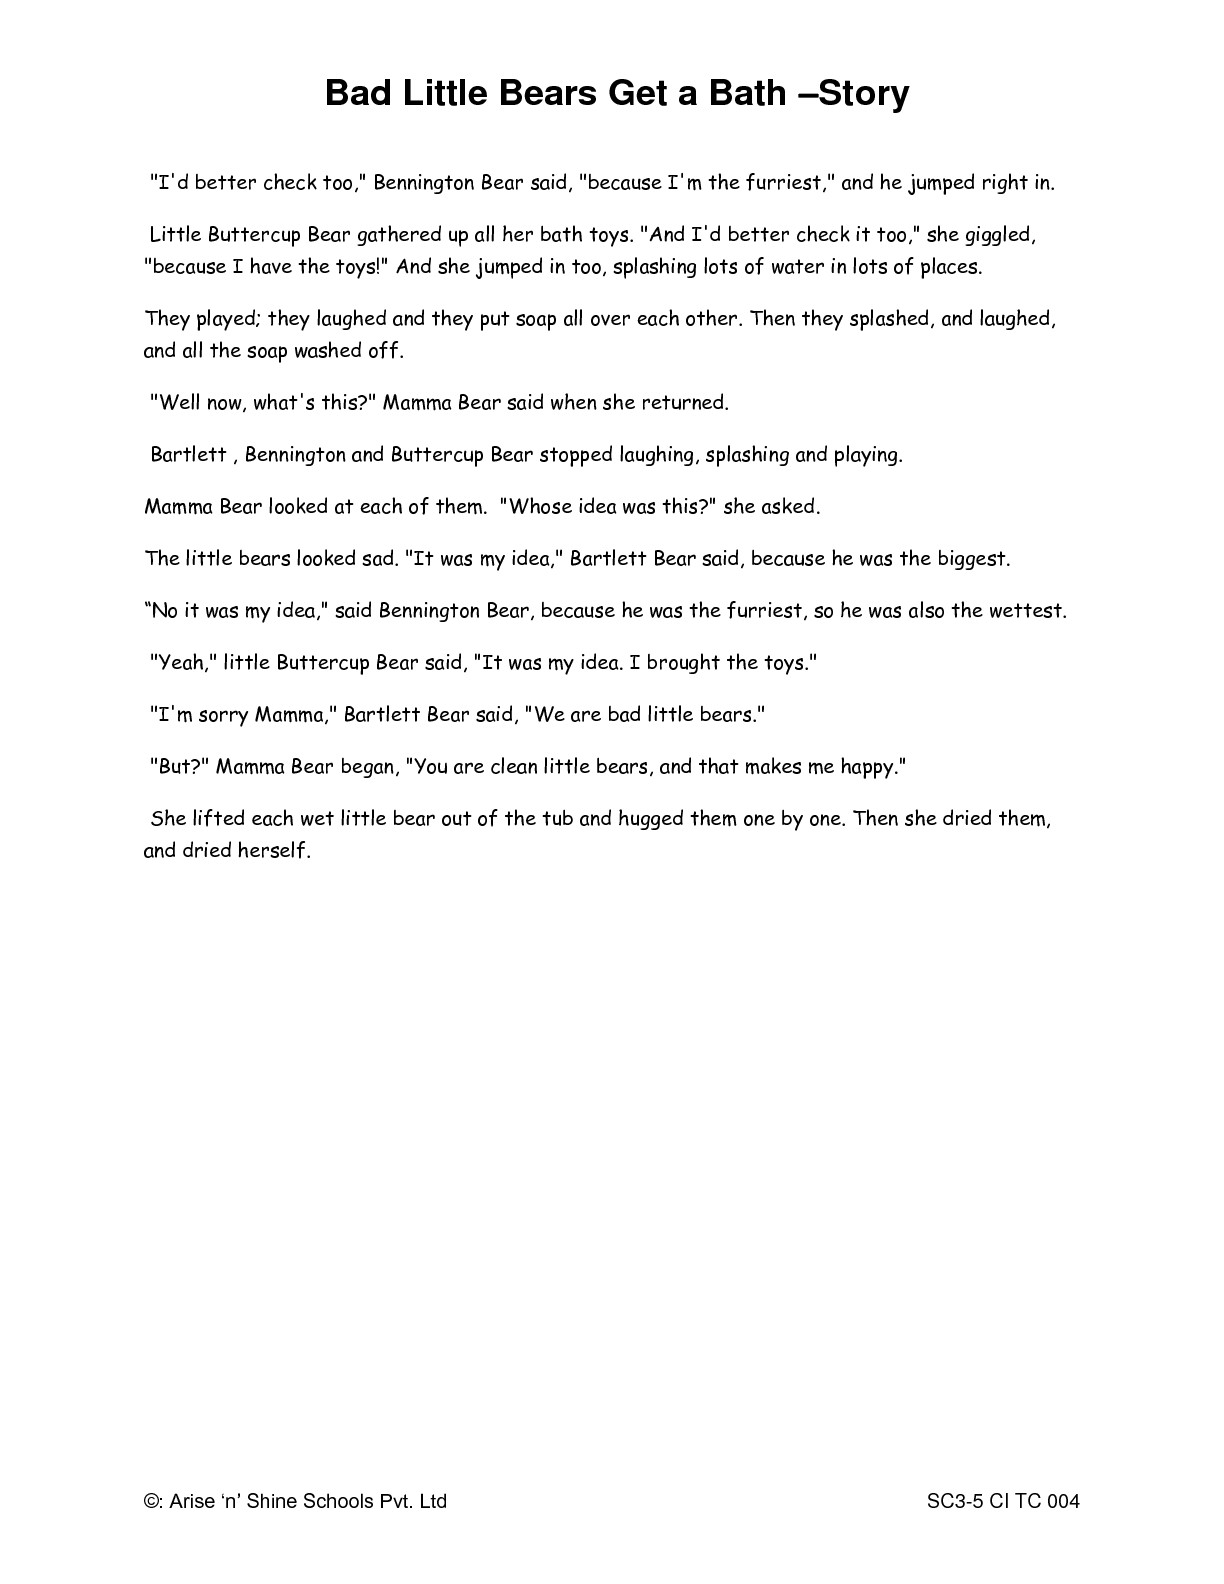 Bad Little Bears Get a Bath –Story
"I'd better check too," Bennington Bear said, "because I'm the furriest," and he jumped right in.
Little Buttercup Bear gathered up all her bath toys. "And I'd better check it too," she giggled,
"because I have the toys!" And she jumped in too, splashing lots of water in lots of places.
They played; they laughed and they put soap all over each other. Then they splashed, and laughed,
and all the soap washed off.
"Well now, what's this?" Mamma Bear said when she returned.
Bartlett , Bennington and Buttercup Bear stopped laughing, splashing and playing.
Mamma Bear looked at each of them.  "Whose idea was this?" she asked.
The little bears looked sad. "It was my idea," Bartlett Bear said, because he was the biggest.
“No it was my idea," said Bennington Bear, because he was the furriest, so he was also the wettest.
"Yeah," little Buttercup Bear said, "It was my idea. I brought the toys."
"I'm sorry Mamma," Bartlett Bear said, "We are bad little bears."
"But?" Mamma Bear began, "You are clean little bears, and that makes me happy."
She lifted each wet little bear out of the tub and hugged them one by one. Then she dried them,
and dried herself.
©: Arise ‘n’ Shine Schools Pvt. Ltd
SC3-5 CI TC 004